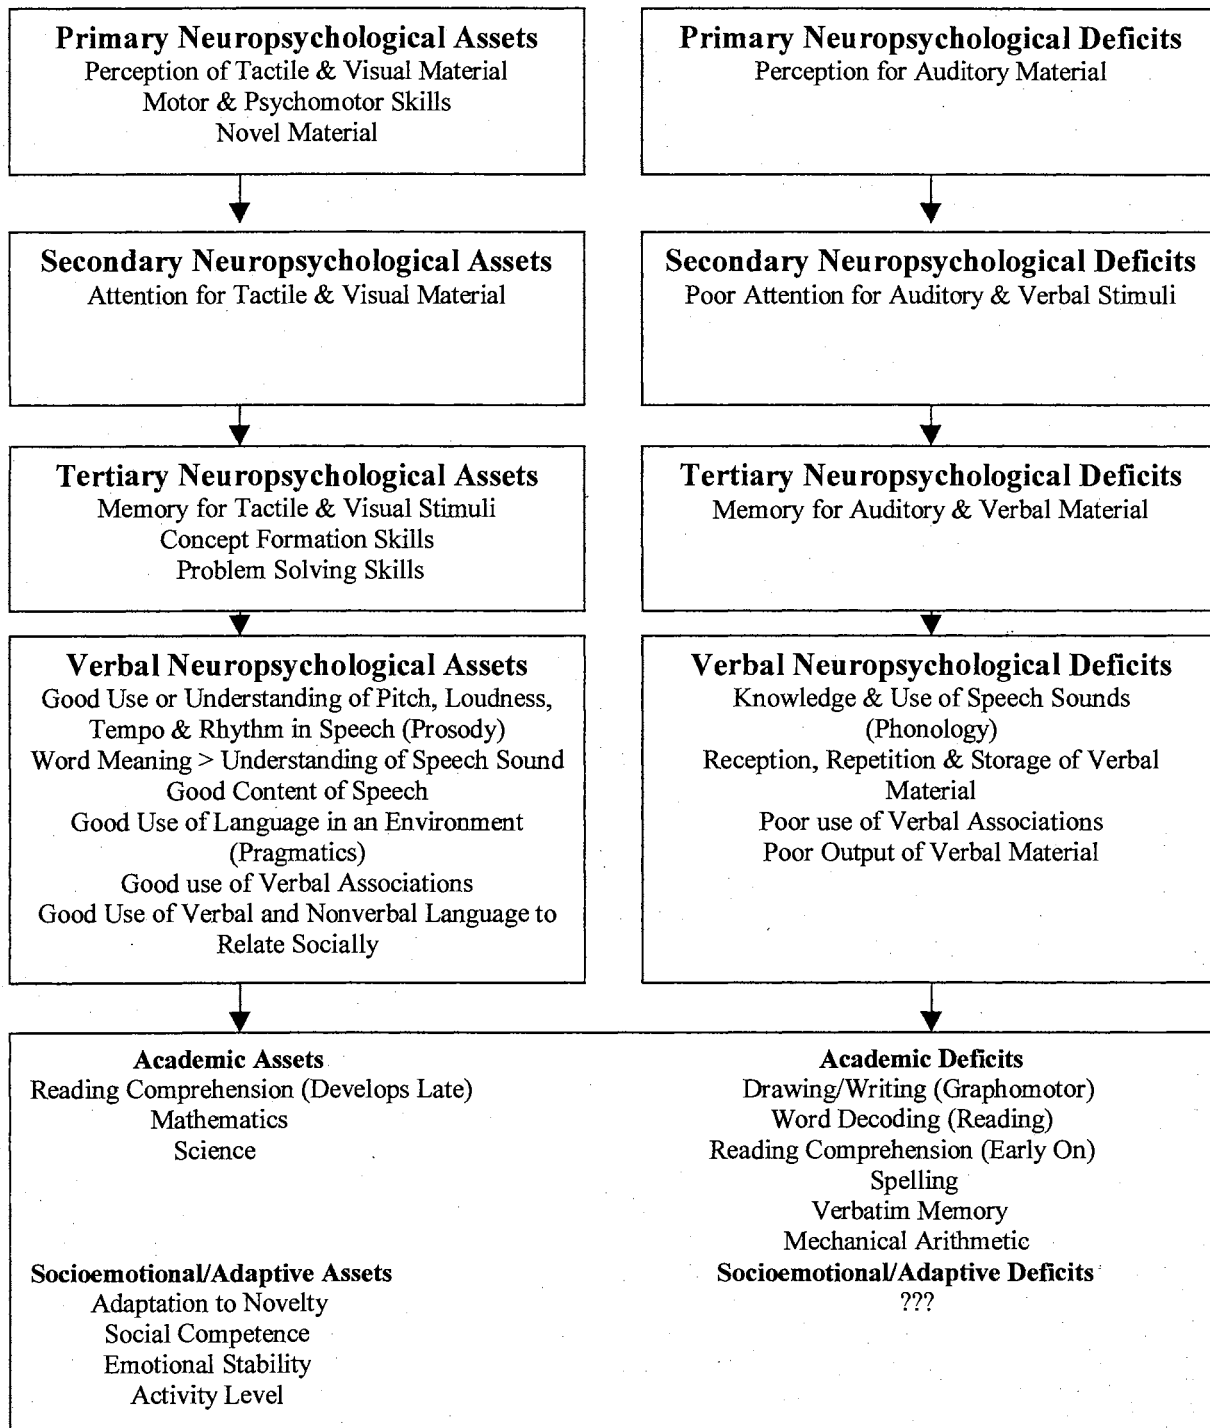 Primary Neuropsychological Assets
Perception of Tactile & Visual Material
Motor & Psychomotor Skills
Novel Material
Primary Neuropsychological Deficits
Perception for Auditory Material
Secondary Neuropsychological Assets
Attention for Tactile & Visual Material
Secondary Neuropsychological Deficits
Poor Attention for Auditory & Verbal Stimuli
Tertiary Neuropsychological Assets
Memory for Tactile & Visual Stimuli
Concept Formation Skills
Problem Solving Skills
Tertiary Neuropsychological Deficits
Memory for Auditory & Verbal Material
Verbal Neuropsychological Assets
Good Use or Understanding of Pitch, Loudness,
Tempo & Rhythm in Speech (Prosody)
Word Meaning > Understanding of Speech Sound
Good Content of Speech
Good Use of Language in an Environment
(Pragmatics)
Good use of Verbal Associations
Good Use of Verbal and Nonverbal Language to
Relate Socially
Verbal Neuropsychological Deficits
Knowledge & Use of Speech Sounds
(Phonology)
Reception, Repetition & Storage of Verbal
Material
Poor use of Verbal Associations
Poor Output of Verbal Material
Academic Assets
Reading Comprehension (Develops Late)
Mathematics
Science
Academic Deficits
Drawing/Writing (Graphomotor)
Word Decoding (Reading)
Reading Comprehension (Early On)
Spelling
Verbatim Memory
Mechanical Arithmetic
Socioemotional/Adaptive Assets
Adaptation to Novelty
Social Competence
Emotional Stability
Activity Level
Socioemotional/Adaptive Deficits
???